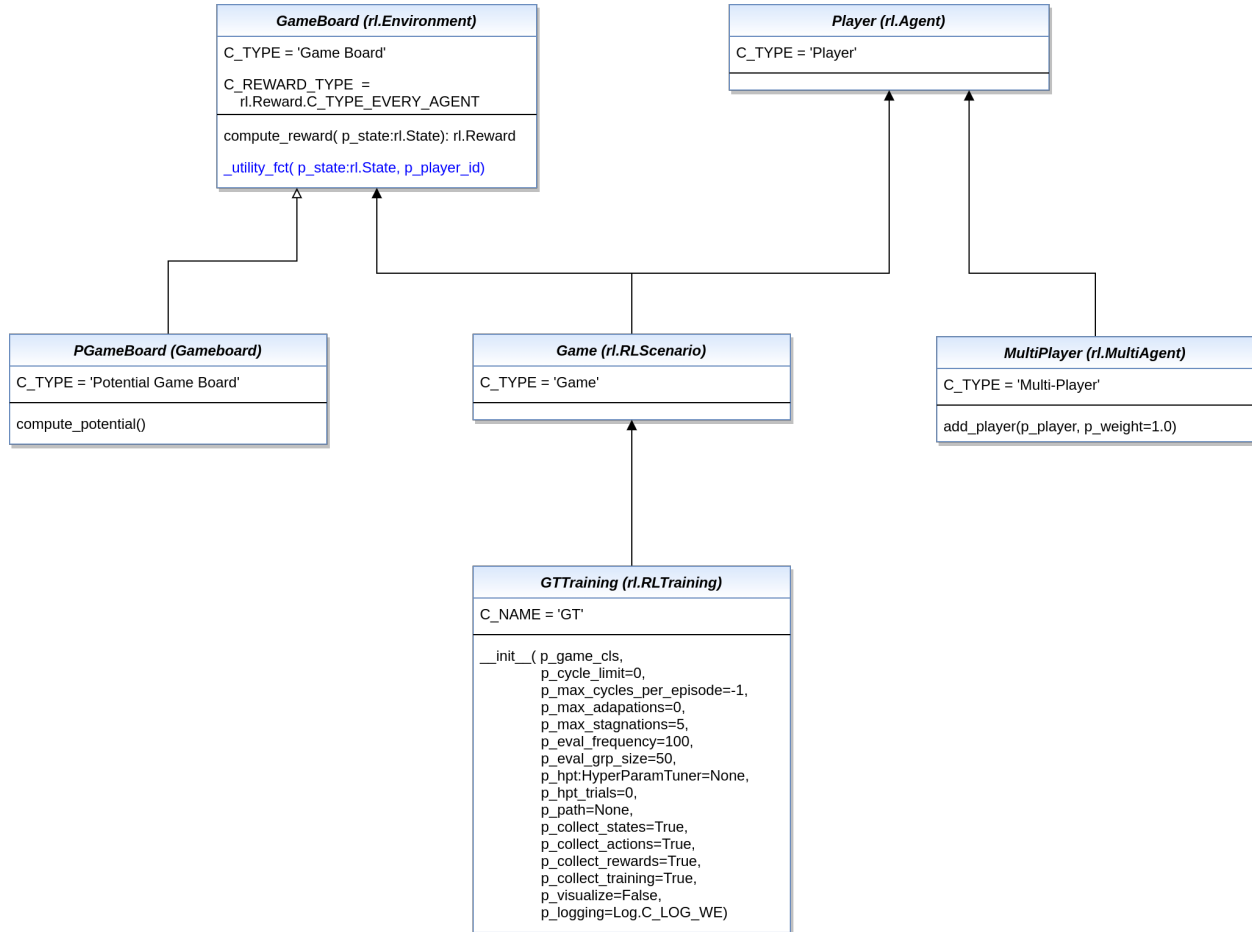 GameBoard (rl.Environment)
C_TYPE = 'Game Board'
C_REWARD_TYPE  =
rl.Reward.C_TYPE_EVERY_AGENT
compute_reward( p_state:rl.State): rl.Reward
_utility_fct( p_state:rl.State, p_player_id)
Player (rl.Agent)
C_TYPE = 'Player'
PGameBoard (Gameboard)
C_TYPE = 'Potential Game Board'
compute_potential()
Game (rl.RLScenario)
C_TYPE = 'Game'
MultiPlayer (rl.MultiAgent)
C_TYPE = 'Multi-Player'
add_player(p_player, p_weight=1.0)
GTTraining (rl.RLTraining)
C_NAME = 'GT'
__init__( p_game_cls,
p_cycle_limit=0,
p_max_cycles_per_episode=-1,
p_max_adapations=0,
p_max_stagnations=5,
p_eval_frequency=100,
p_eval_grp_size=50,
p_hpt:HyperParamTuner=None,
p_hpt_trials=0,
p_path=None,
p_collect_states=True,
p_collect_actions=True,
p_collect_rewards=True,
p_collect_training=True,
p_visualize=False,
p_logging=Log.C_LOG_WE)